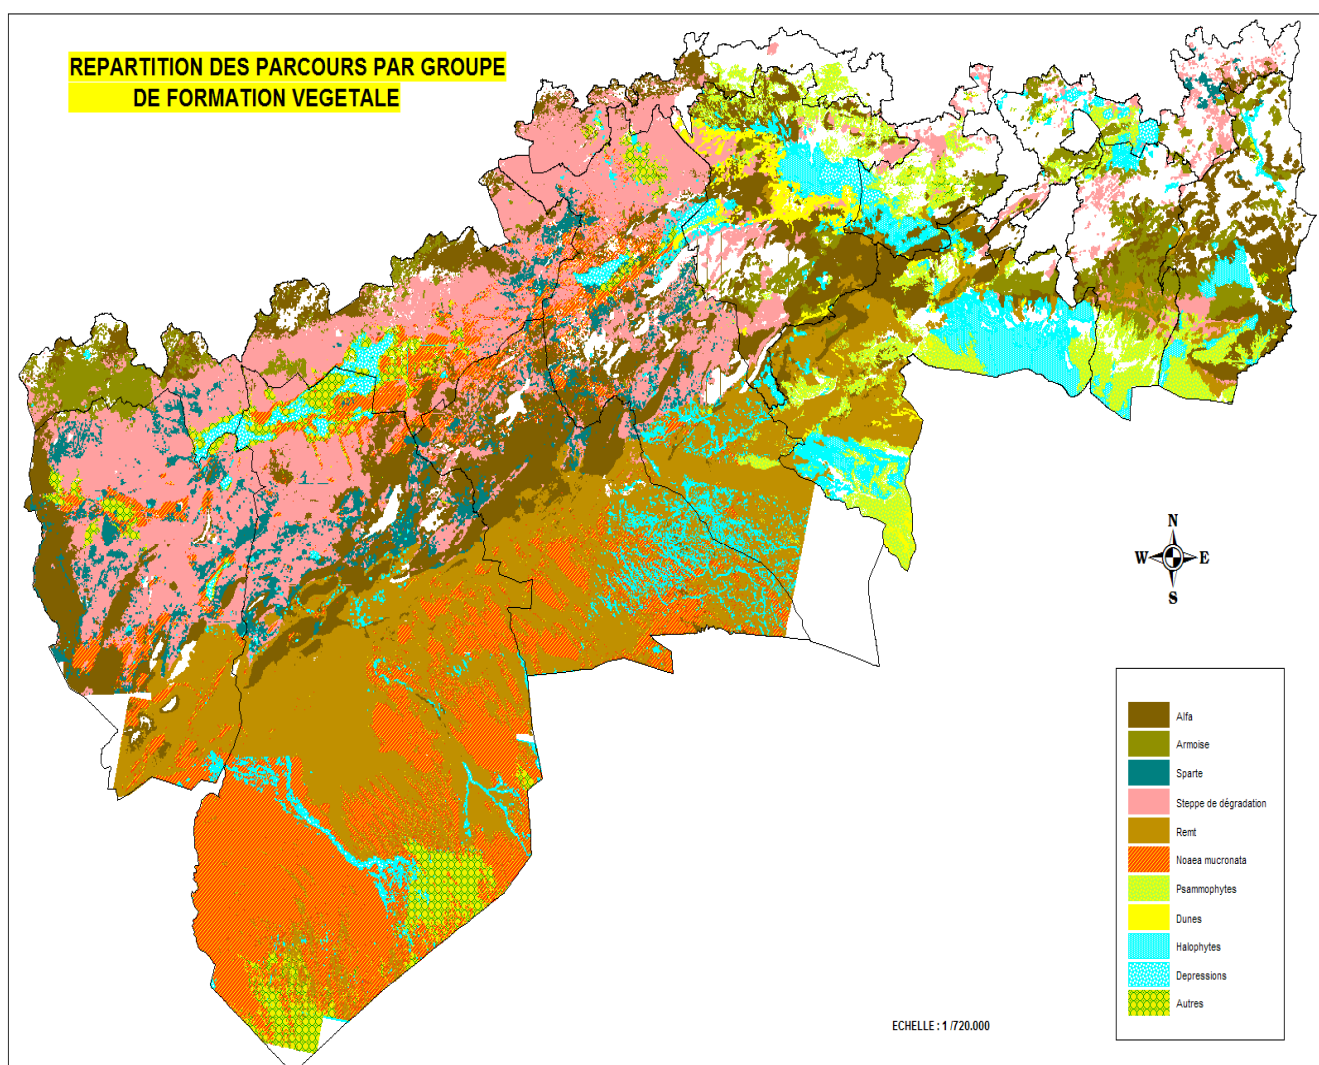 REPARTITION DES PARCOURS PAR GROUPE
DE FORMATION VEGETALE
N
W E
S
Alfa
Armoise
Sparte
Steppe de dégradation
Remt
Noaea mucronata
Psammophytes
Dunes
Halophytes
Depressions
Autres
ECHELLE : 1 /720.000